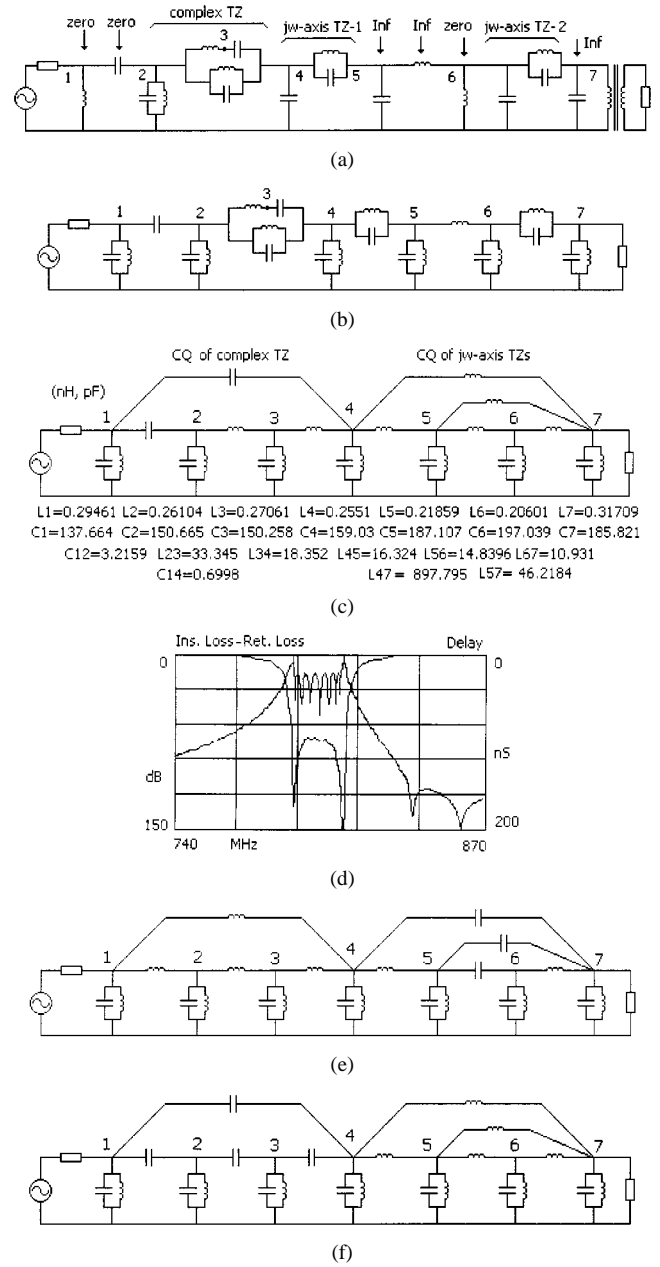 complex TZ
zero zero jw-axis TZ-1 Inf Inf zero jw-axis TZ-2
3 Inf
1 2 4 5 6 7
(a)
3
1 2 4 5 6 7
(b)
CQ of complex TZ CQ of jw-axis TZs
(nH, pF)
1 2 3 4 5 6 7
L1=0.29461 L2=0.26104 L3=0.27061 L4=0.2551 L5=0.21859 L6=0.20601 L7=0.31709
C1=137.664 C2=150.665 C3=150.258 C4=159.03 C5=187.107 C6=197.039 C7=185.821
C12=3.2159 L23=33.345 L34=18.352 L45=16.324 L56=14.8396 L67=10.931
C14=0.6998 L47= 897.795 L57= 46.2184
(c)
Ins. Loss-Ret. Loss Delay
0 0
dB nS
150 200
740 MHz 870
(d)
1 2 3 4 5 6 7
(e)
1 2 3 4 5 6 7
(f)